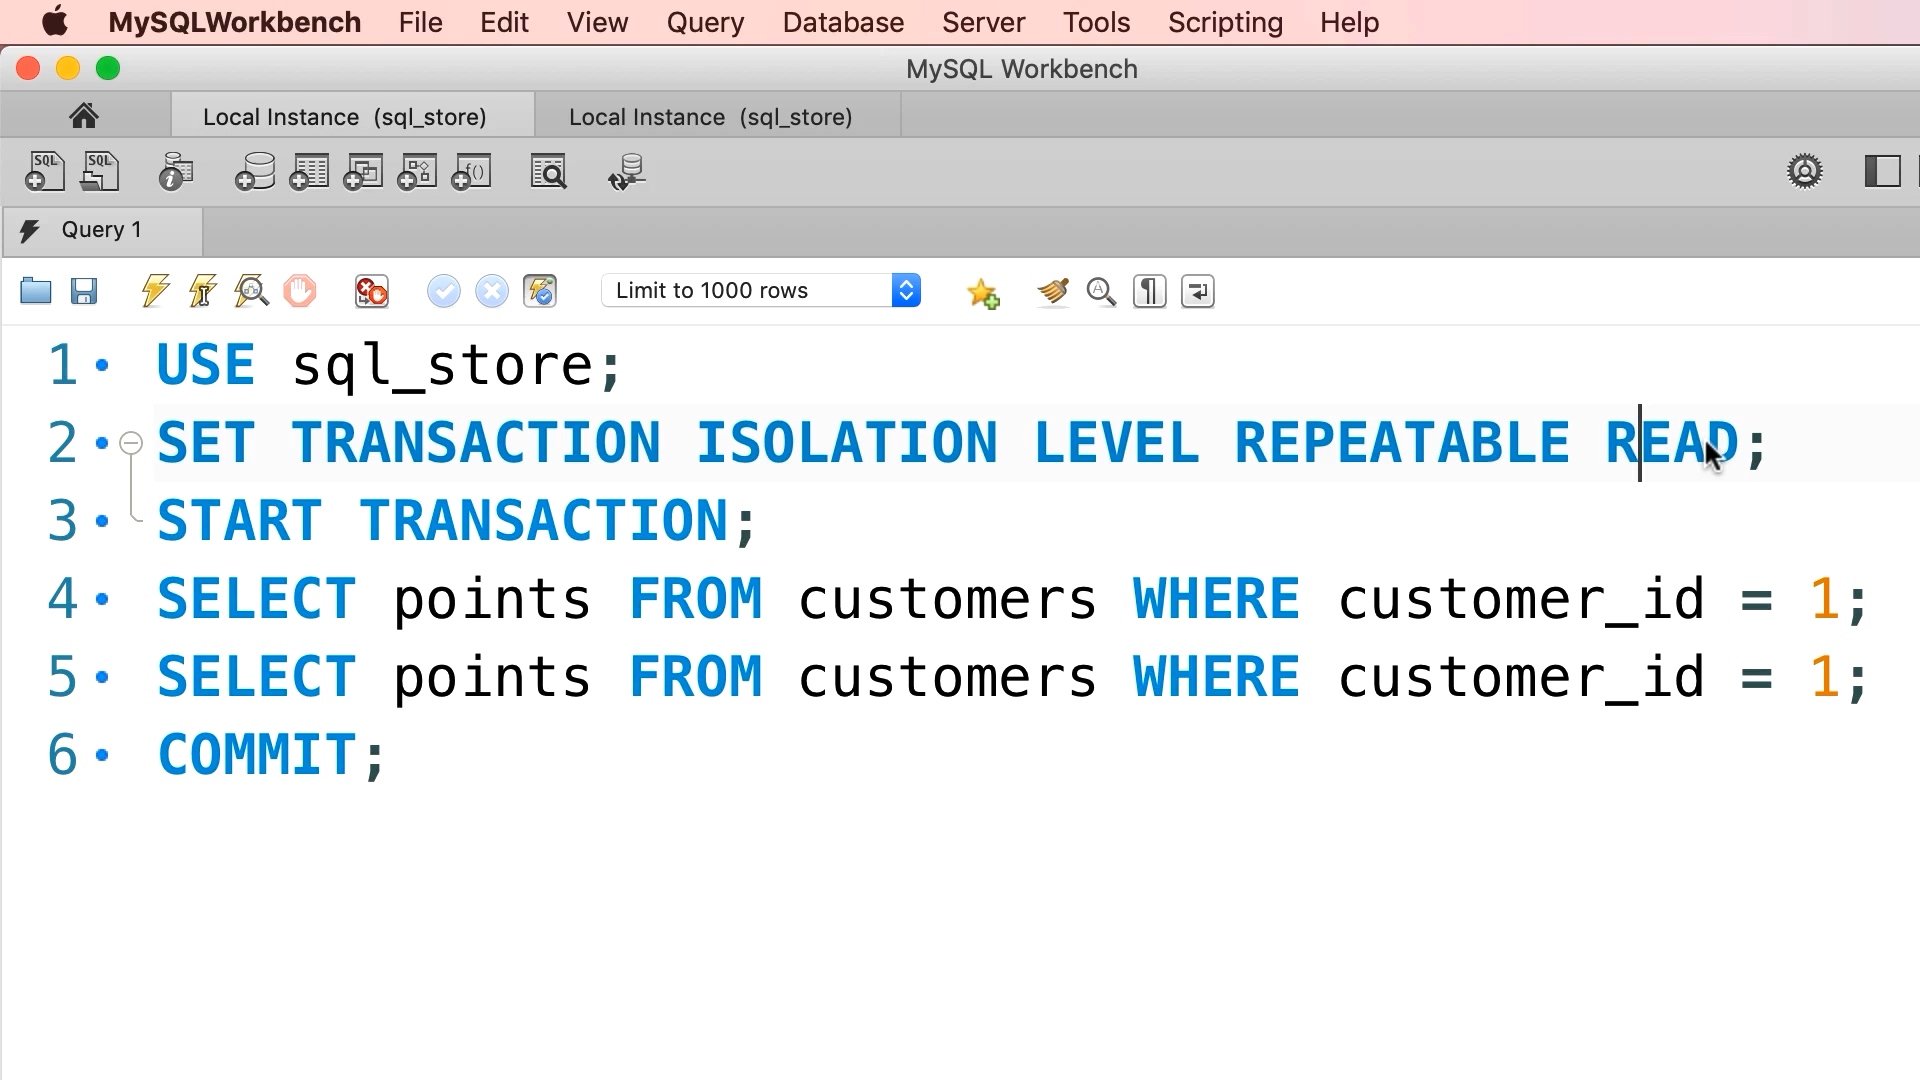 MySQLWorkbench File Edit View Query Database Server Tools Scripting Help
MySQL Workbench
Local Instance (sql_store) Local Instance (sql_store)
SQL SQL
Query 1
Limit to 1000 rows
1 USE sql_store;
2 SET TRANSACTION ISOLATION LEVEL REPEATABLE READ;
3 START TRANSACTION;
4 SELECT points FROM customers WHERE customer_id = 1;
5 SELECT points FROM customers WHERE customer_id = 1;
6 COMMIT;